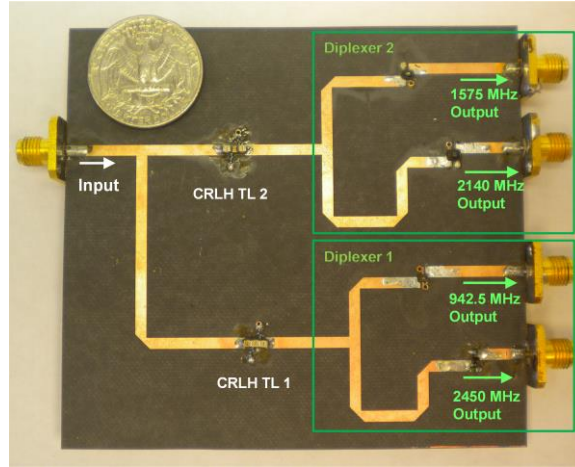 Diplexer 2
1575 MHz
Output
Input
2140 MHz
Output
CRLH TL 2
Diplexer 1
942.5 MHz
Output
CRLH TL 1
2450 MHz
Output